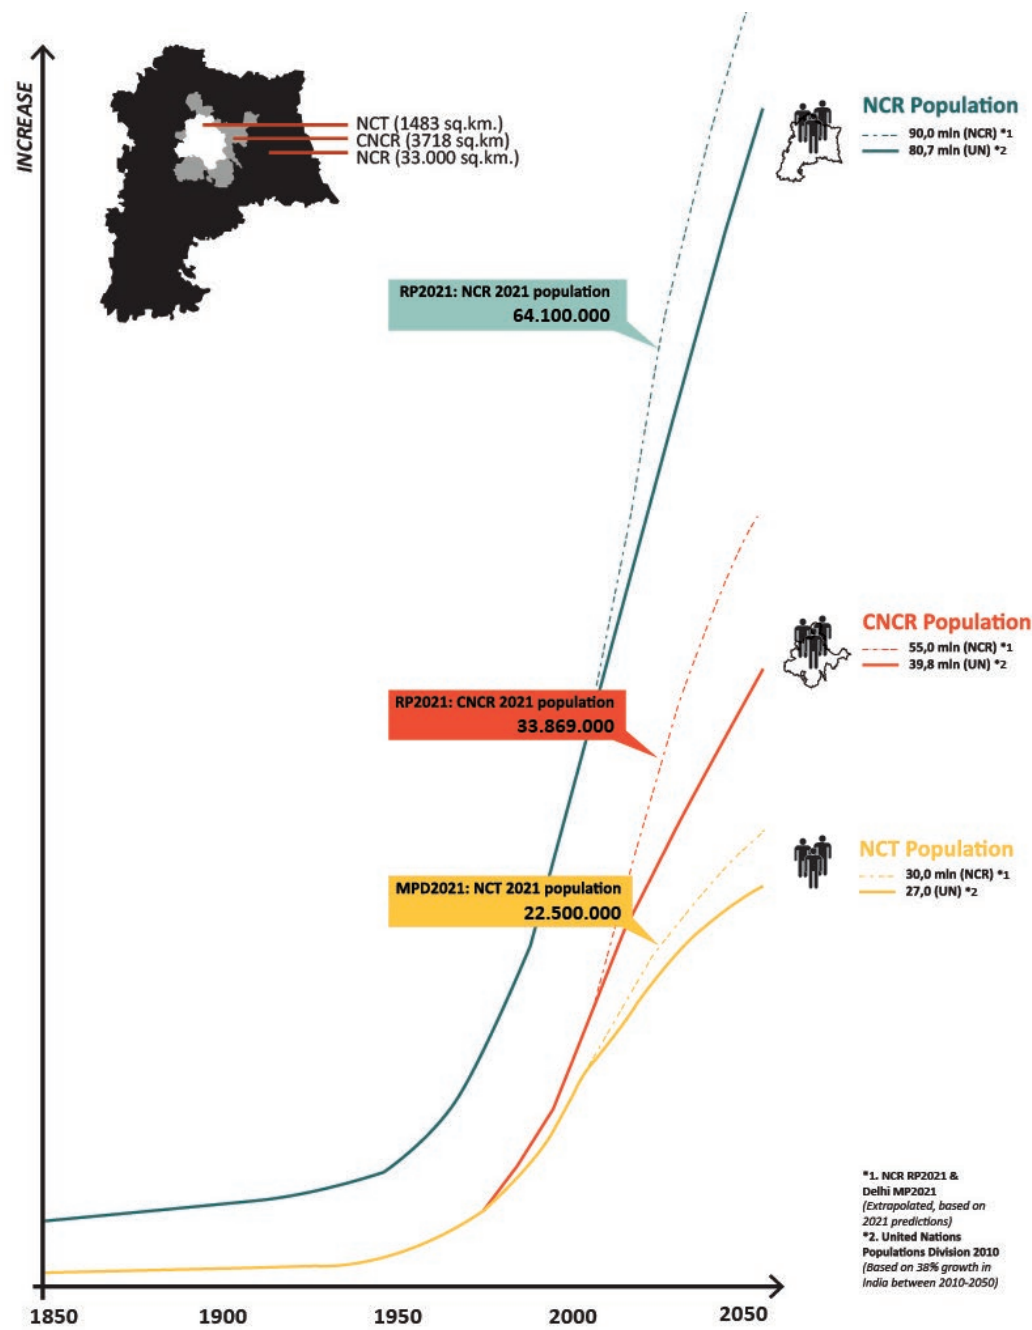 INCREASE
NCT (1483 sq.km.)
CNCR (3718 sq.km)
NCR (33.000 sq.km.)
NCR Population
90,0 mln (NCR) *1
80,7 mln (UN) *2
RP2021: NCR 2021 population
64.100.000
CNCR Population
55,0 mln (NCR) *1
39,8 mln (UN) *2
RP2021: CNCR 2021 population
33.869.000
NCT Population
30,0 mln (NCR) *1
27,0 (UN) *2
MPD2021: NCT 2021 population
22.500.000
*1. NCR RP2021 &
Delhi MP2021
(Extrapolated, based on
2021 predictions)
*2. United Nations
Populations Division 2010
(Based on 38% growth in
India between 2010-2050)
1850 1900 1950 2000 2050